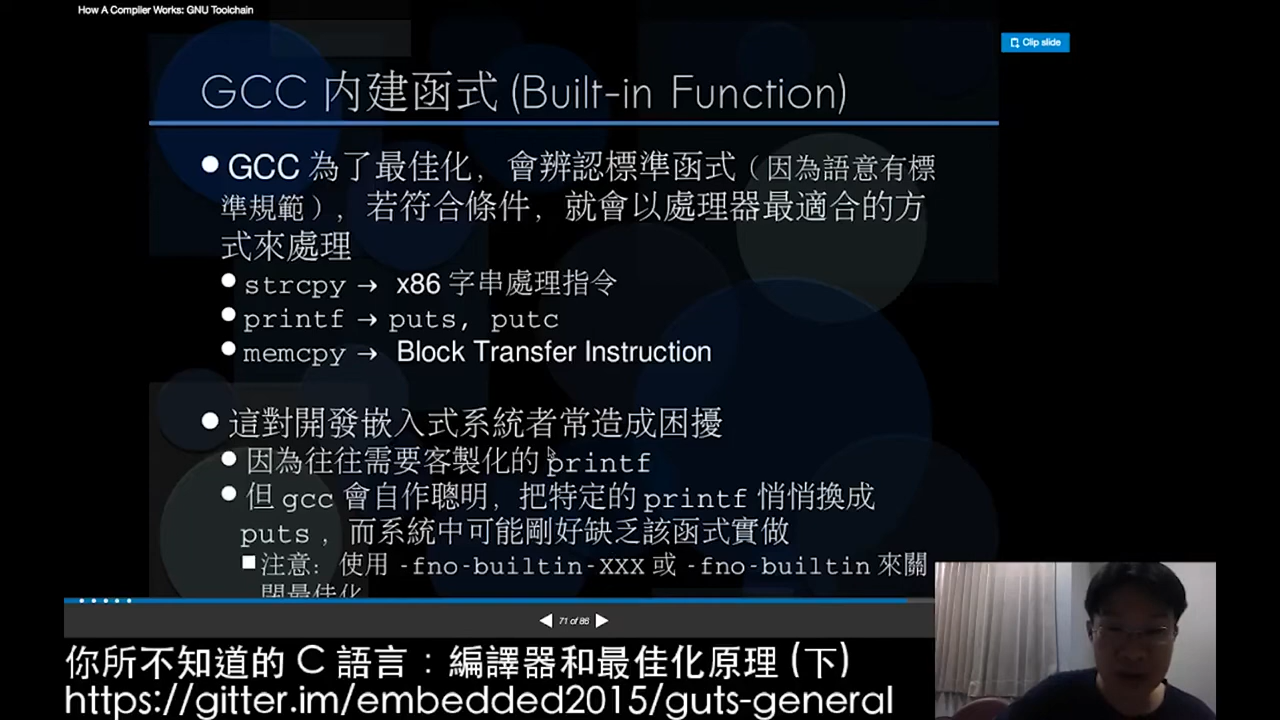 How A Compiler Works: GNU Toolchain
Clip slide
GCC 內建函式 (Built-in Function)
GCC 為了最佳化，會辨認標準函式（因為語意有標
準規範），若符合條件，就會以處理器最適合的方
式來處理
strcpy → x86 字串處理指令
printf → puts, putc
memcpy → Block Transfer Instruction
這對開發嵌入式系統者常造成困擾
因為往往需要客製化的 printf
但 gcc 會自作聰明，把特定的 printf 悄悄換成
puts，而系統中可能剛好缺乏該函式實做
注意：使用 -fno-builtin-XXX 或 -fno-builtin 來關
閉最佳化
71 of 86
你所不知道的 C 語言：編譯器和最佳化原理 (下)
https://gitter.im/embedded2015/guts-general